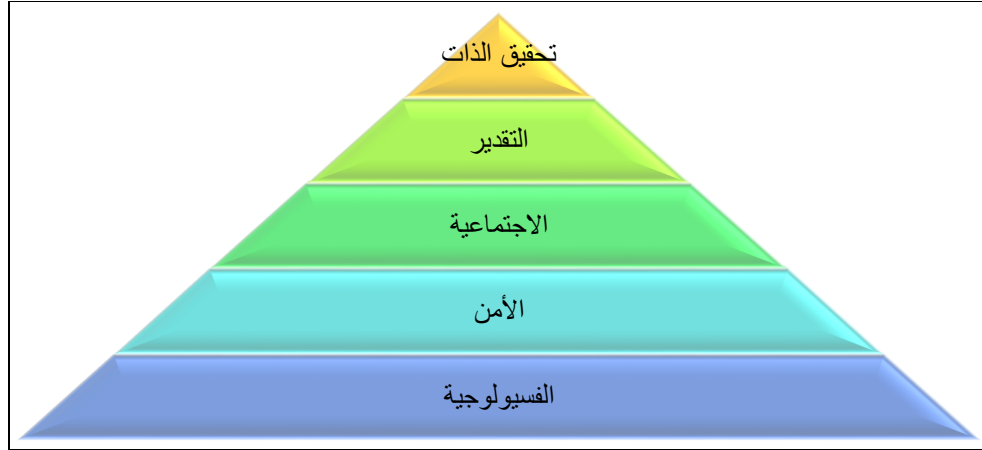 تحقيق الذات
التقدير
الاجتماعية
الأمن
الفسيولوجية